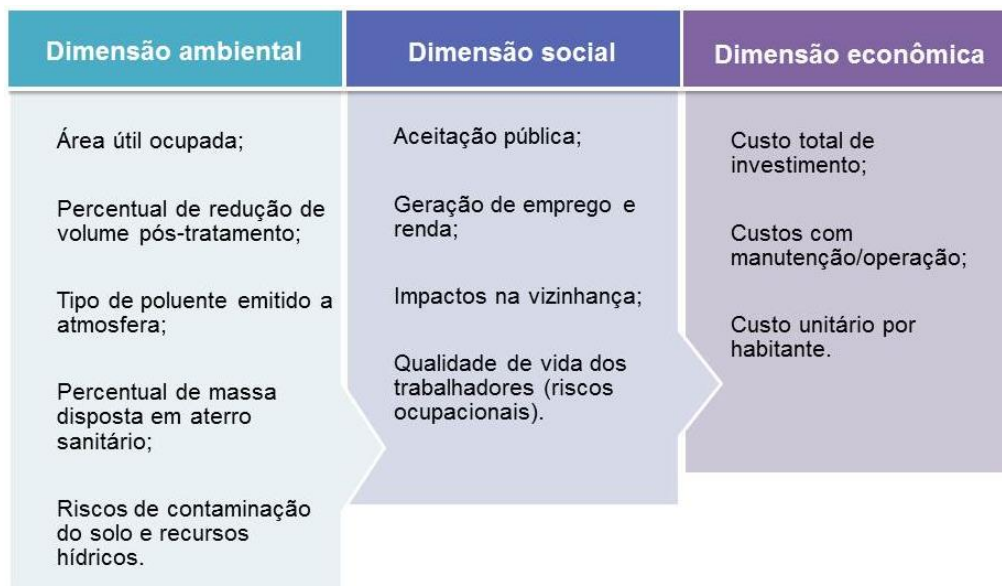 Dimensão ambiental
Área útil ocupada;
Percentual de redução de
volume pós-tratamento;
Tipo de poluente emitido a
atmosfera;
Percentual de massa
disposta em aterro
sanitário;
Riscos de contaminação
do solo e recursos
hídricos.
Dimensão social
Aceitação pública;
Geração de emprego e
renda;
Impactos na vizinhança;
Qualidade de vida dos
trabalhadores (riscos
ocupacionais).
Dimensão econômica
Custo total de
investimento;
Custos com
manutenção/operação;
Custo unitário por
habitante.